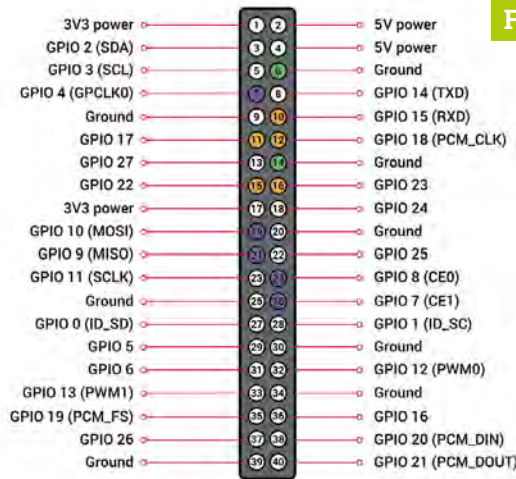 F
3V3 power 1 2 5V power
GPIO 2 (SDA) 3 4 5V power
GPIO 3 (SCL) 5 6 Ground
GPIO 4 (GPCLK0) 7 8 GPIO 14 (TXD)
Ground 9 10 GPIO 15 (RXD)
GPIO 17 11 12 GPIO 18 (PCM_CLK)
GPIO 27 13 14 Ground
GPIO 22 15 16 GPIO 23
3V3 power 17 18 GPIO 24
GPIO 10 (MOSI) 19 20 Ground
GPIO 9 (MISO) 21 22 GPIO 25
GPIO 11 (SCLK) 23 24 GPIO 8 (CE0)
Ground 25 26 GPIO 7 (CE1)
GPIO 0 (ID_SD) 27 28 GPIO 1 (ID_SC)
GPIO 5 29 30 Ground
GPIO 6 31 32 GPIO 12 (PWM0)
GPIO 13 (PWM1) 33 34 Ground
GPIO 19 (PCM_FS) 35 36 GPIO 16
GPIO 26 37 38 GPIO 20 (PCM_DIN)
Ground 39 40 GPIO 21 (PCM_DOUT)